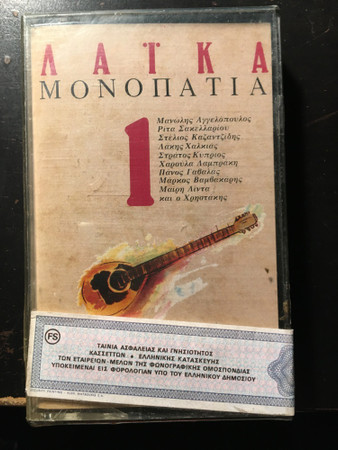 ΛΑΪΚΑ
ΜΟΝΟΠΑΤΙΑ
1
Μανώλης Αγγελόπουλος
Ρίτα Σακελλαρίου
Στέλιος Καζαντζίδης
Λάκης Χαλκιάς
Στράτος Κύπριος
Χαρούλα Λαμπράκη
Πάνος Γαβαλάς
Μάρκος Βαμβακάρης
Μαίρη Λίντα
και ο Χρηστάκης
FS
ΤΑΙΝΙΑ ΑΣΦΑΛΕΙΑΣ ΚΑΙ ΓΝΗΣΙΟΤΗΤΟΣ
ΚΑΣΣΕΤΤΩΝ • ΕΛΛΗΝΙΚΗΣ ΚΑΤΑΣΚΕΥΗΣ
ΤΩΝ ΕΤΑΙΡΕΙΩΝ-ΜΕΛΩΝ ΤΗΣ ΦΩΝΟΓΡΑΦΙΚΗΣ ΟΜΟΣΠΟΝΔΙΑΣ
ΥΠΟΚΕΙΜΕΝΑΙ ΕΙΣ ΦΟΡΟΛΟΓΙΑΝ ΥΠΟ ΤΟΥ ΕΛΛΗΝΙΚΟΥ ΔΗΜΟΣΙΟΥ